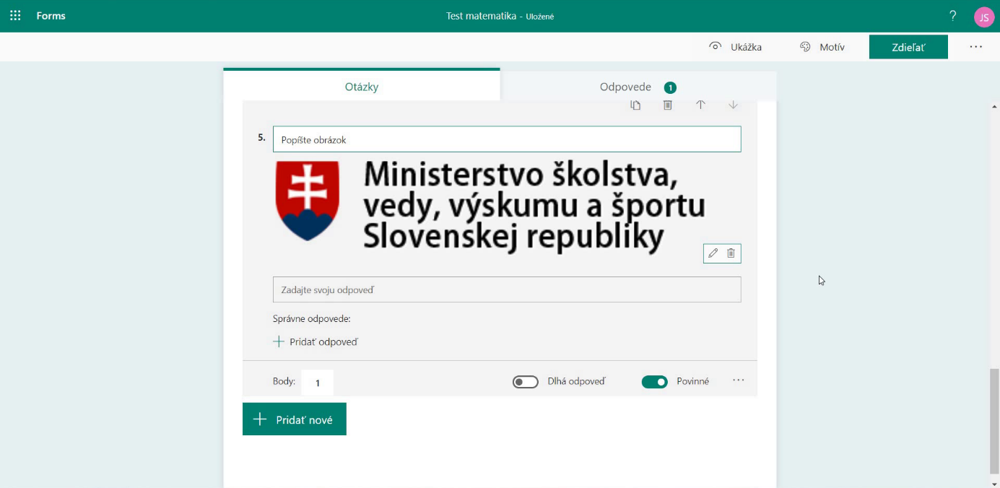 Forms
Test matematika - Uložené
?
JS
Ukážka
Motív
Zdieľať
Otázky
Odpovede 1
5. Popíšte obrázok
Ministerstvo školstva,
vedy, výskumu a športu
Slovenskej republiky
Zadajte svoju odpoveď
Správne odpovede:
Pridať odpoveď
Body: 1
Dlhá odpoveď
Povinné
Pridať nové